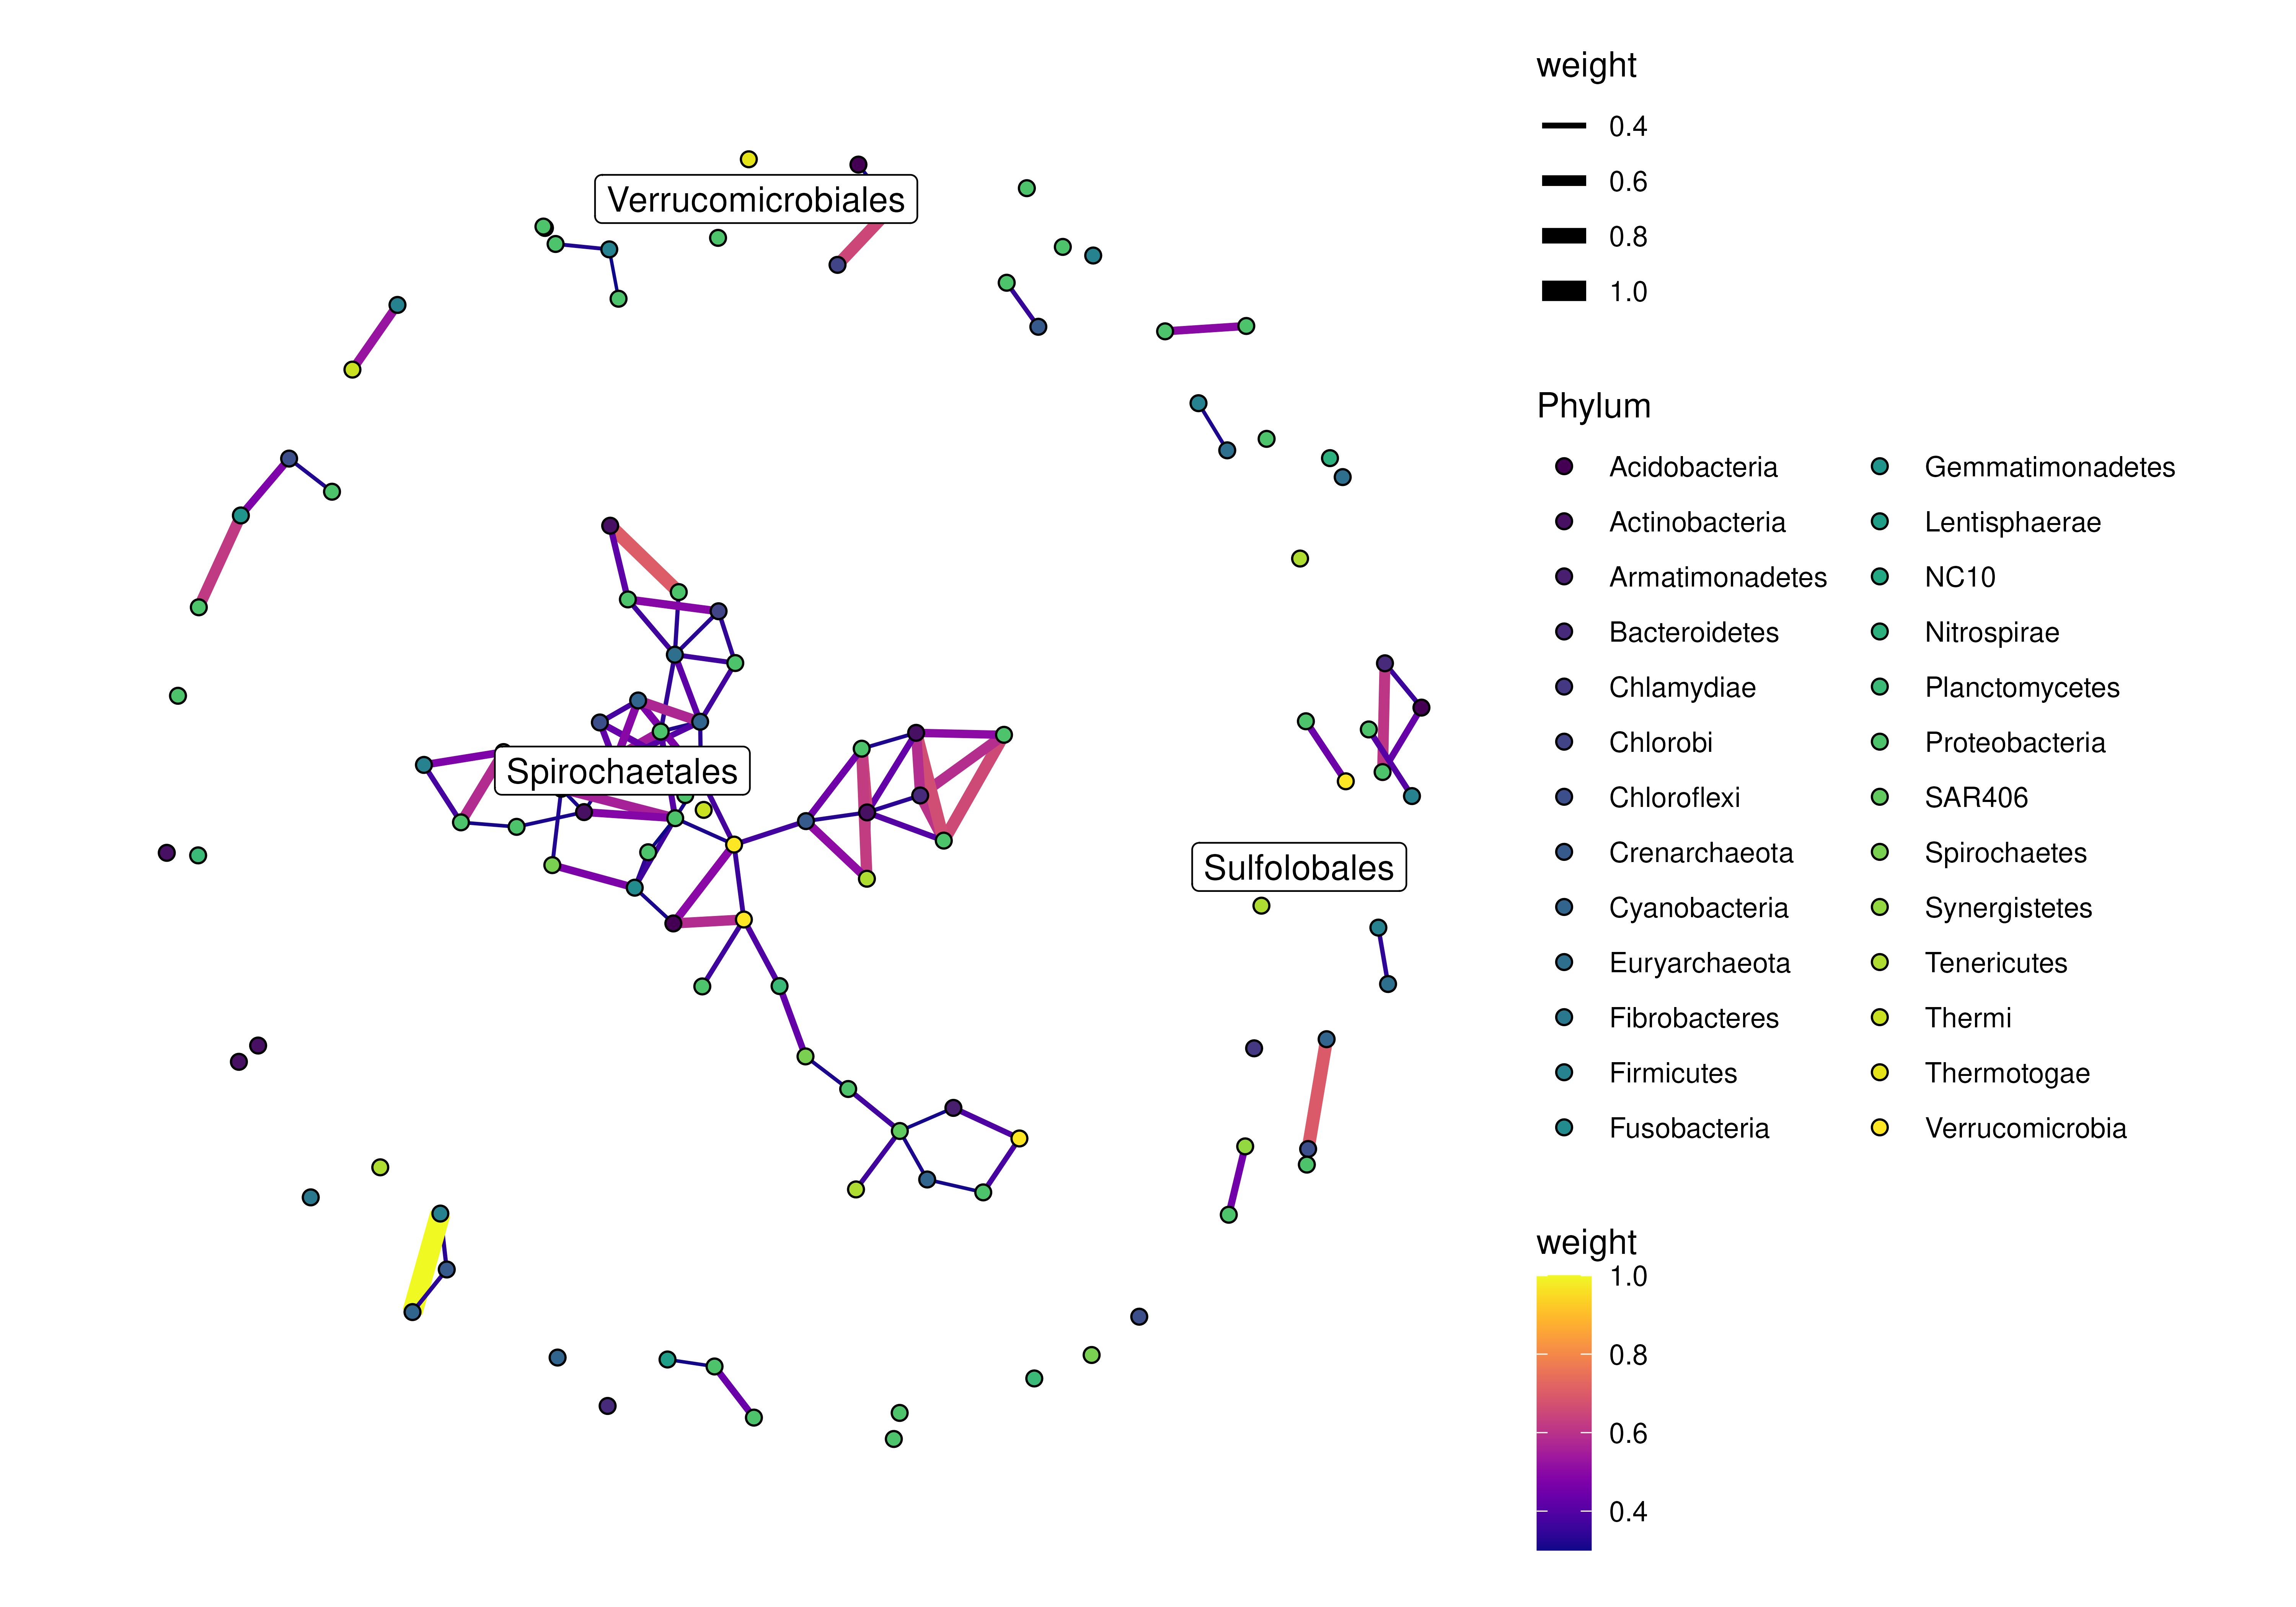 weight
0.4
0.6
0.8
1.0
Verrucomicrobiales
Spirochaetales
Sulfolobales
Phylum
Acidobacteria
Actinobacteria
Armatimonadetes
Bacteroidetes
Chlamydiae
Chlorobi
Chloroflexi
Crenarchaeota
Cyanobacteria
Euryarchaeota
Fibrobacteres
Firmicutes
Fusobacteria
Gemmatimonadetes
Lentisphaerae
NC10
Nitrospirae
Planctomycetes
Proteobacteria
SAR406
Spirochaetes
Synergistetes
Tenericutes
Thermi
Thermotogae
Verrucomicrobia
weight
1.0
0.8
0.6
0.4